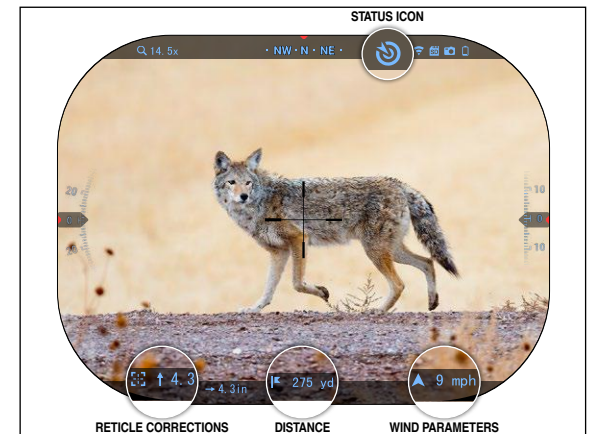 STATUS ICON
14.5x
· NW · N · NE ·
20
0
10
0
10
↑ 4.3
→ 4.3in
275 yd
9 mph
RETICLE CORRECTIONS
DISTANCE
WIND PARAMETERS